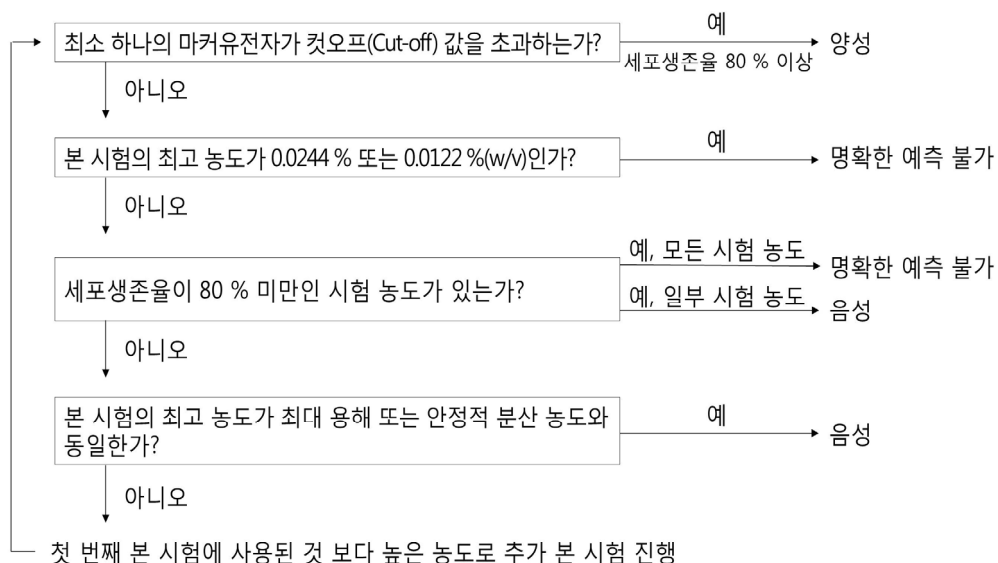 최소 하나의 마커유전자가 컷오프(Cut-off) 값을 초과하는가?
예
세포생존율 80 % 이상
양성
아니오
본 시험의 최고 농도가 0.0244 % 또는 0.0122 %(w/v)인가?
예
명확한 예측 불가
아니오
세포생존율이 80 % 미만인 시험 농도가 있는가?
예, 모든 시험 농도
명확한 예측 불가
예, 일부 시험 농도
음성
아니오
본 시험의 최고 농도가 최대 용해 또는 안정적 분산 농도와
동일한가?
예
음성
아니오
첫 번째 본 시험에 사용된 것 보다 높은 농도로 추가 본 시험 진행